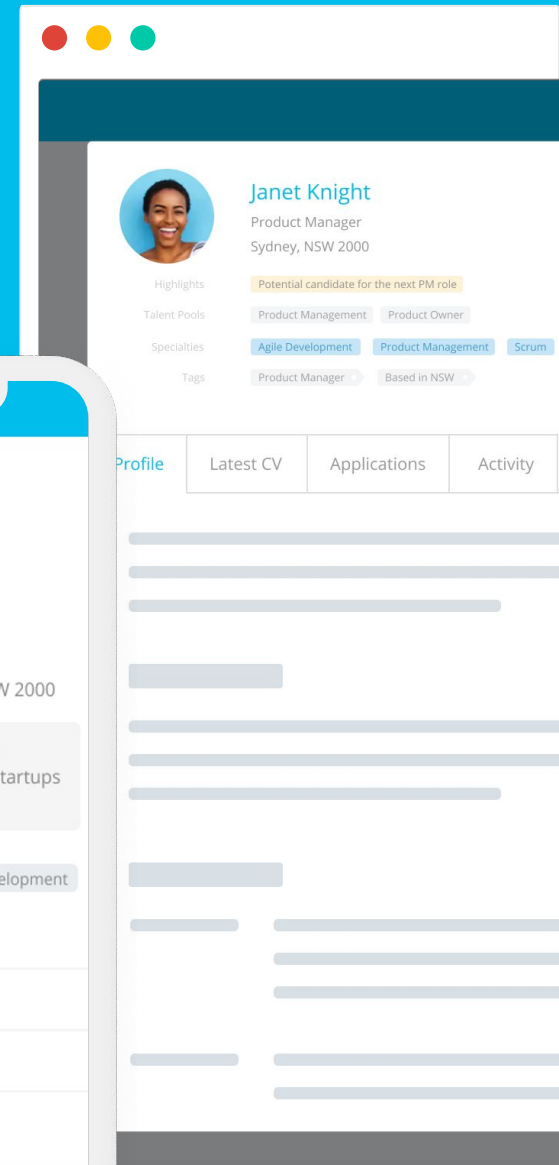 Janet Knight
Product Manager
Sydney, NSW 2000
Highlights Potential candidate for the next PM role
Talent Pools Product Management Product Owner
Specialties Agile Development Product Management Scrum
Tags Product Manager Based in NSW
Profile Latest CV Applications Activity
W 2000
tartups
elopment